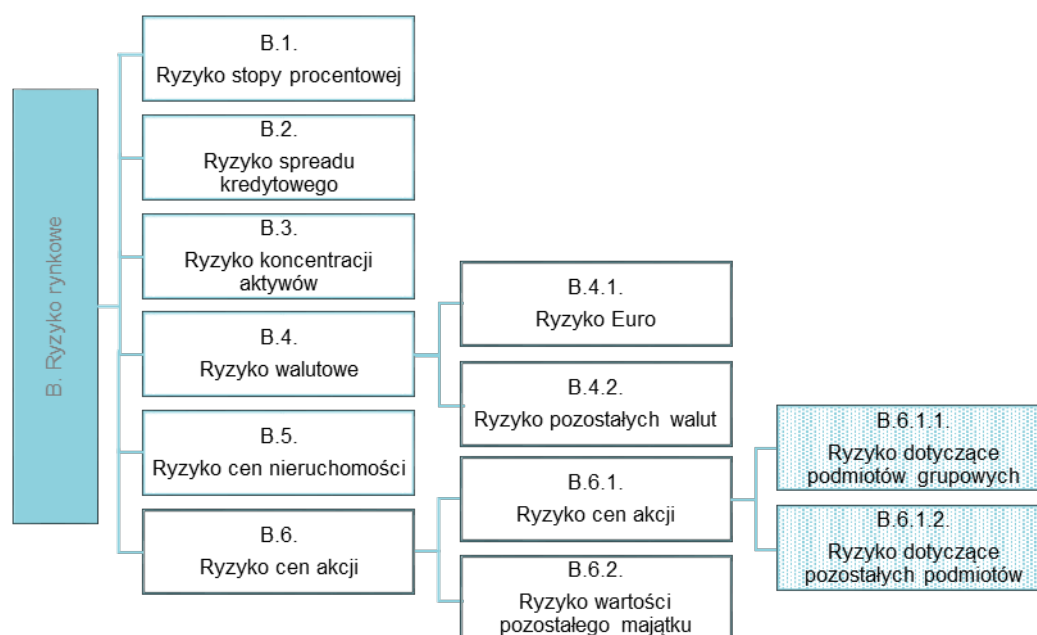 B. Ryzyko rynkowe
B.1.
Ryzyko stopy procentowej
B.2.
Ryzyko spreadu
kredytowego
B.3.
Ryzyko koncentracji
aktywów
B.4.
Ryzyko walutowe
B.4.1.
Ryzyko Euro
B.4.2.
Ryzyko pozostałych walut
B.5.
Ryzyko cen nieruchomości
B.6.
Ryzyko cen akcji
B.6.1.
Ryzyko cen akcji
B.6.1.1.
Ryzyko dotyczące
podmiotów grupowych
B.6.1.2.
Ryzyko dotyczące
pozostałych podmiotów
B.6.2.
Ryzyko wartości
pozostałego majątku